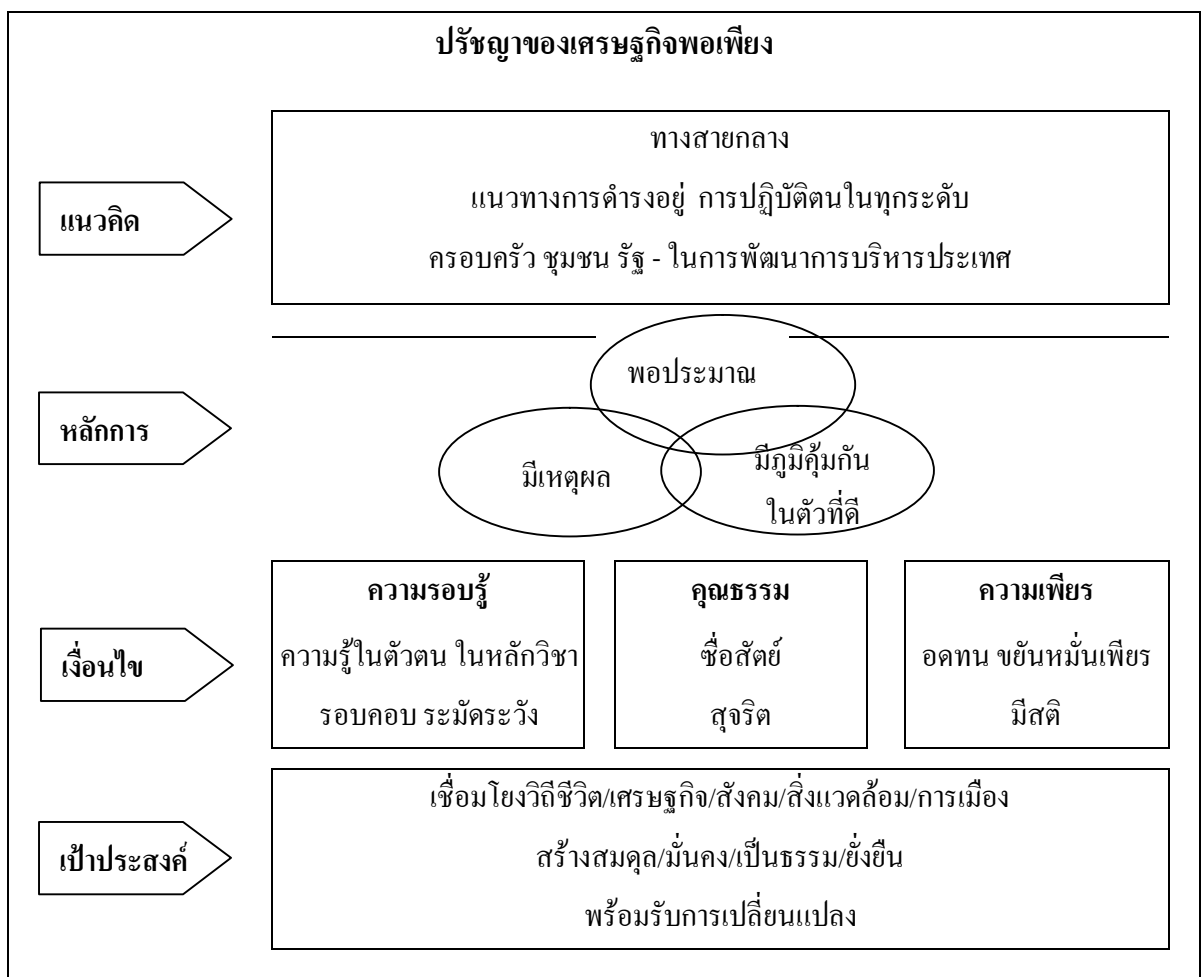 ปรัชญาของเศรษฐกิจพอเพียง
แนวคิด
ทางสายกลาง
แนวทางการดำรงอยู่ การปฏิบัติตนในทุกระดับ
ครอบครัว ชุมชน รัฐ - ในการพัฒนาการบริหารประเทศ
หลักการ
พอประมาณ
มีเหตุผล
มีภูมิคุ้มกัน
ในตัวที่ดี
เงื่อนไข
ความรอบรู้
ความรู้ในตัวตน ในหลักวิชา
รอบคอบ ระมัดระวัง
คุณธรรม
ซื่อสัตย์
สุจริต
ความเพียร
อดทน ขยันหมั่นเพียร
มีสติ
เป้าประสงค์
เชื่อมโยงวิถีชีวิต/เศรษฐกิจ/สังคม/สิ่งแวดล้อม/การเมือง
สร้างสมดุล/มั่นคง/เป็นธรรม/ยั่งยืน
พร้อมรับการเปลี่ยนแปลง